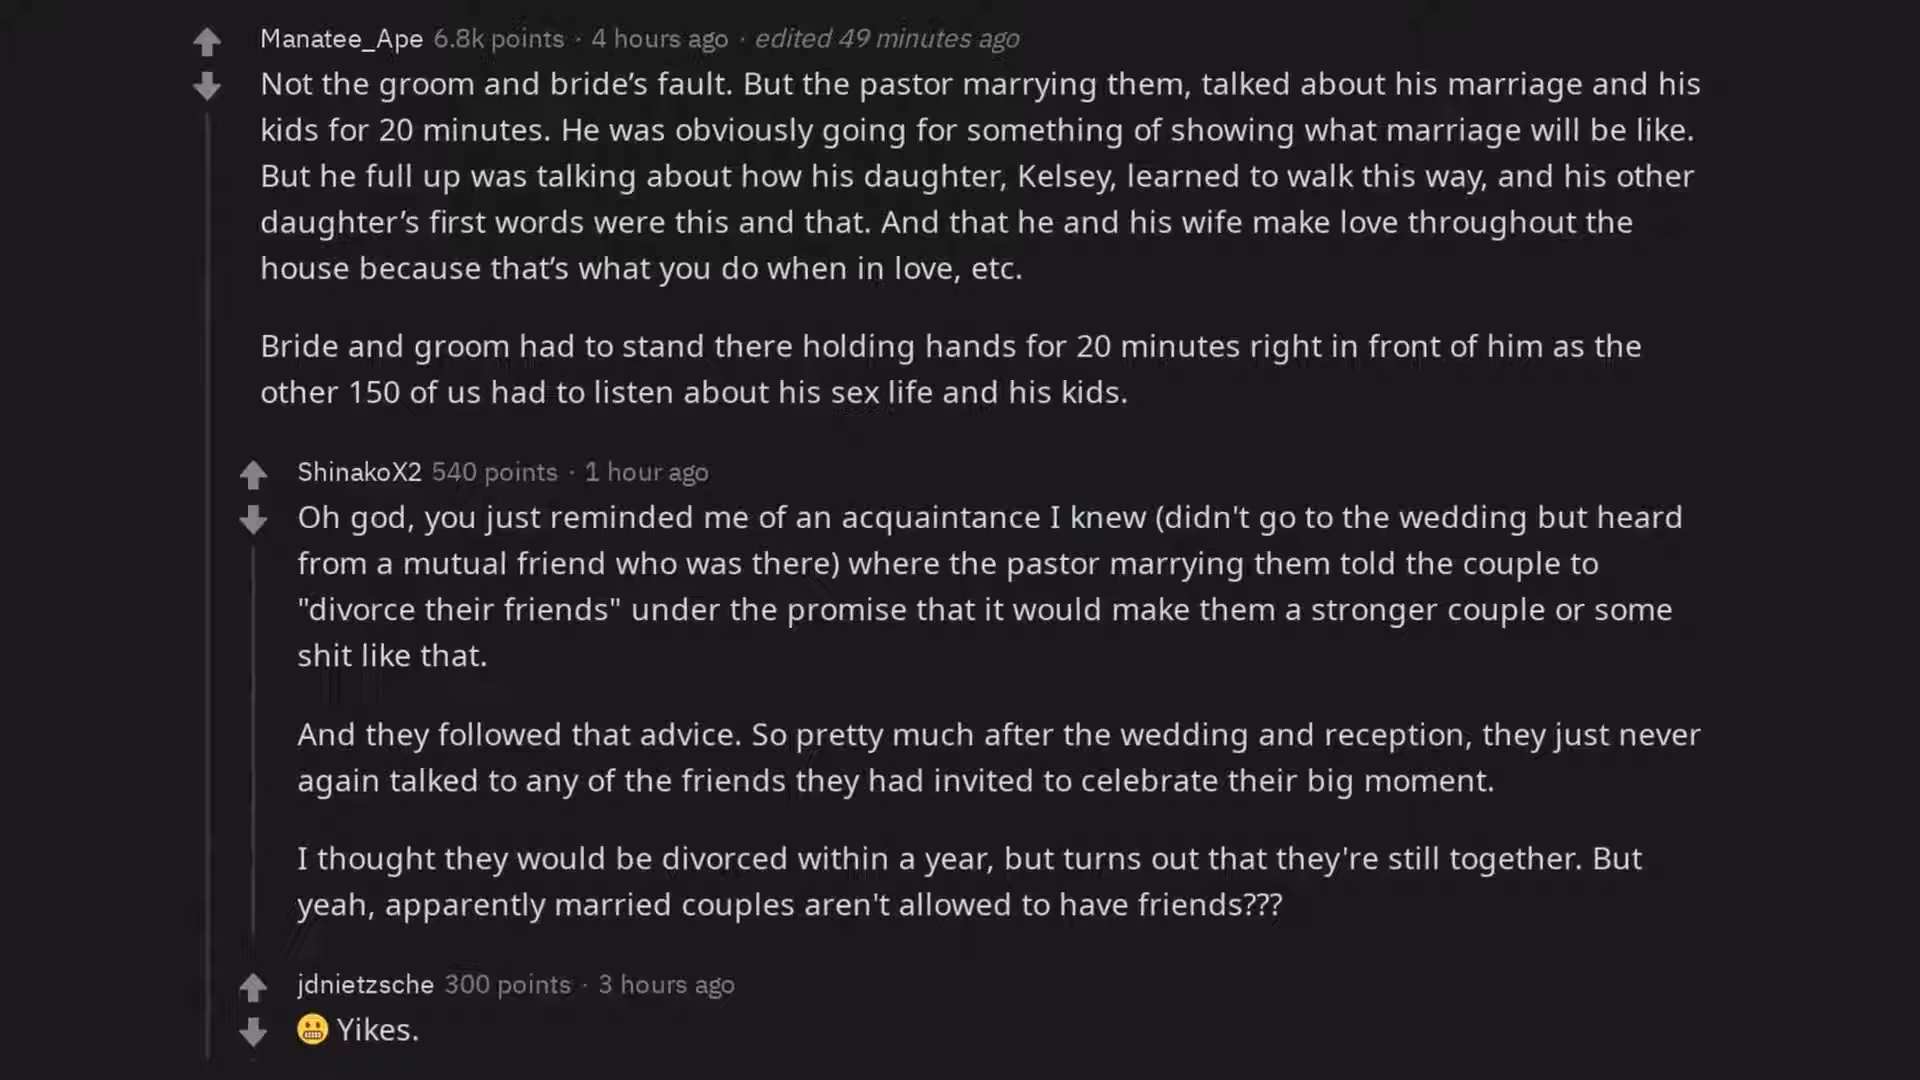 Manatee_Ape 6.8k points · 4 hours ago · edited 49 minutes ago
Not the groom and bride’s fault. But the pastor marrying them, talked about his marriage and his
kids for 20 minutes. He was obviously going for something of showing what marriage will be like.
But he full up was talking about how his daughter, Kelsey, learned to walk this way, and his other
daughter’s first words were this and that. And that he and his wife make love throughout the
house because that’s what you do when in love, etc.
Bride and groom had to stand there holding hands for 20 minutes right in front of him as the
other 150 of us had to listen about his sex life and his kids.
ShinakoX2 540 points · 1 hour ago
Oh god, you just reminded me of an acquaintance I knew (didn't go to the wedding but heard
from a mutual friend who was there) where the pastor marrying them told the couple to
"divorce their friends" under the promise that it would make them a stronger couple or some
shit like that.
And they followed that advice. So pretty much after the wedding and reception, they just never
again talked to any of the friends they had invited to celebrate their big moment.
I thought they would be divorced within a year, but turns out that they're still together. But
yeah, apparently married couples aren't allowed to have friends???
jdnietzsche 300 points · 3 hours ago
😬 Yikes.